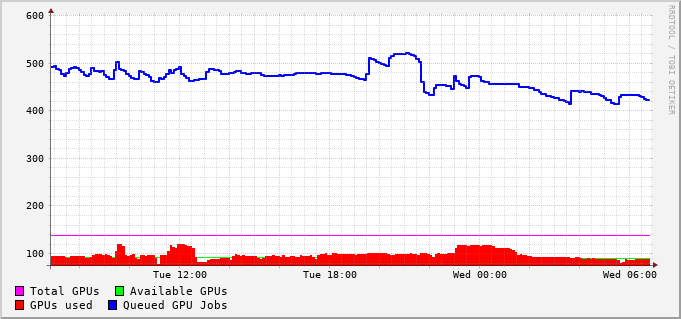 600
500
400
300
200
100
Tue 12:00 Tue 18:00 Wed 00:00 Wed 06:00
Total GPUs Available GPUs
GPUs used Queued GPU Jobs
RRDTOOL / TOBI OETIKER